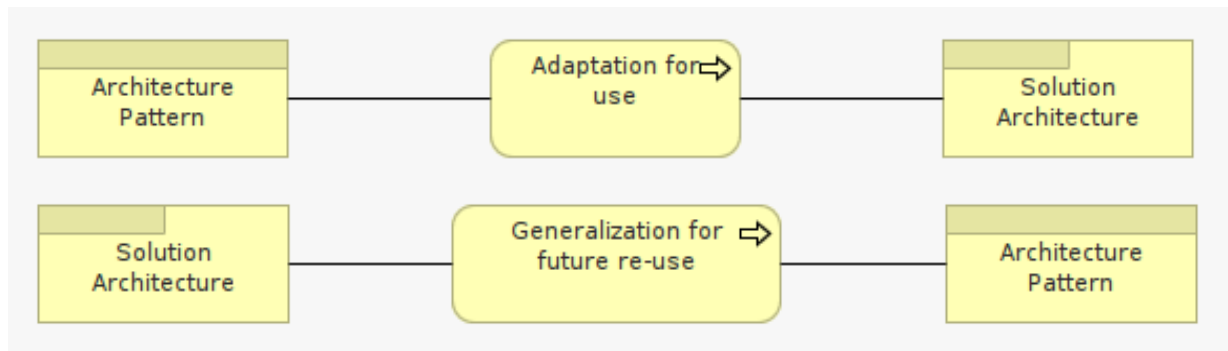 Architecture
Pattern
Adaptation for
use
Solution
Architecture
Solution
Architecture
Generalization for
future re-use
Architecture
Pattern